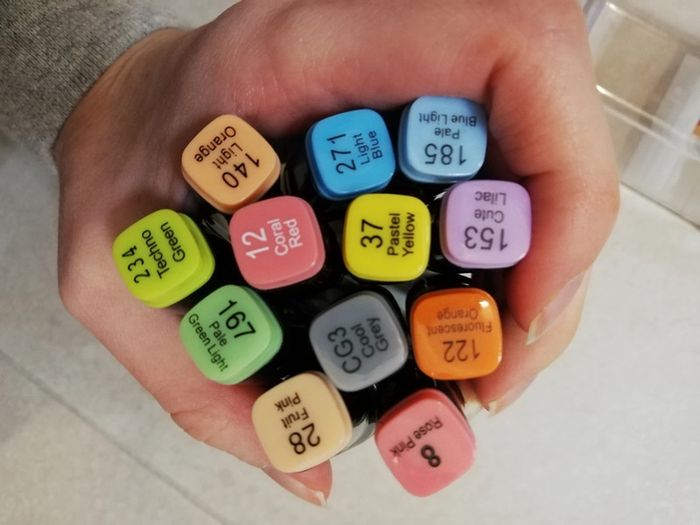 140
Light
Orange
271
Light
Blue
185
Pale
Blue Light
234
Techno
Green
12
Coral
Red
37
Pastel
Yellow
153
Cute
Lilac
167
Pale
Green Light
CG3
Cool
Grey
122
Fluorescent
Orange
28
Fruit
Pink
8
Rose Pink